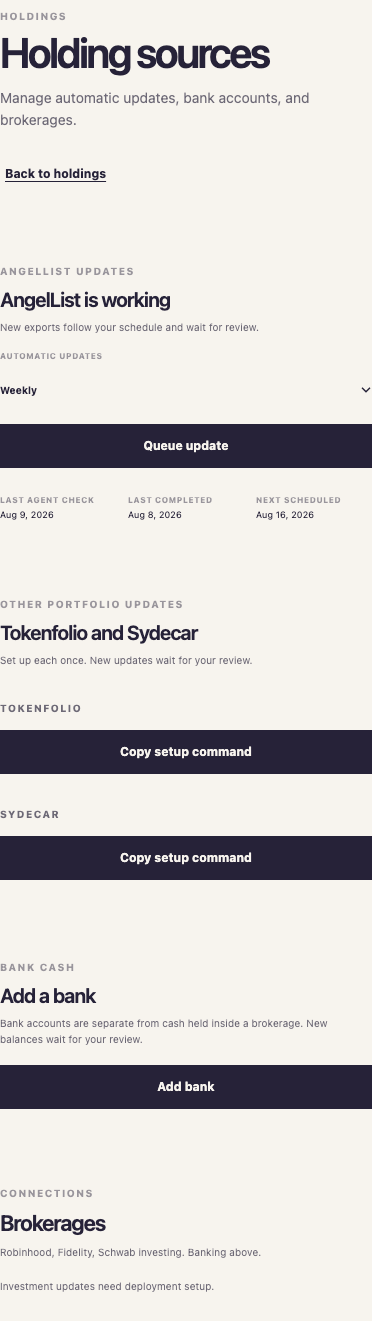 HOLDINGS
Holding sources
Manage automatic updates, bank accounts, and
brokerages.
Back to holdings
ANGELLIST UPDATES
AngelList is working
New exports follow your schedule and wait for review.
AUTOMATIC UPDATES
Weekly
Queue update
LAST AGENT CHECK LAST COMPLETED NEXT SCHEDULED
Aug 9, 2026 Aug 8, 2026 Aug 16, 2026
OTHER PORTFOLIO UPDATES
Tokenfolio and Sydecar
Set up each once. New updates wait for your review.
TOKENFOLIO
Copy setup command
SYDECAR
Copy setup command
BANK CASH
Add a bank
Bank accounts are separate from cash held inside a brokerage. New
balances wait for your review.
Add bank
CONNECTIONS
Brokerages
Robinhood, Fidelity, Schwab investing. Banking above.
Investment updates need deployment setup.